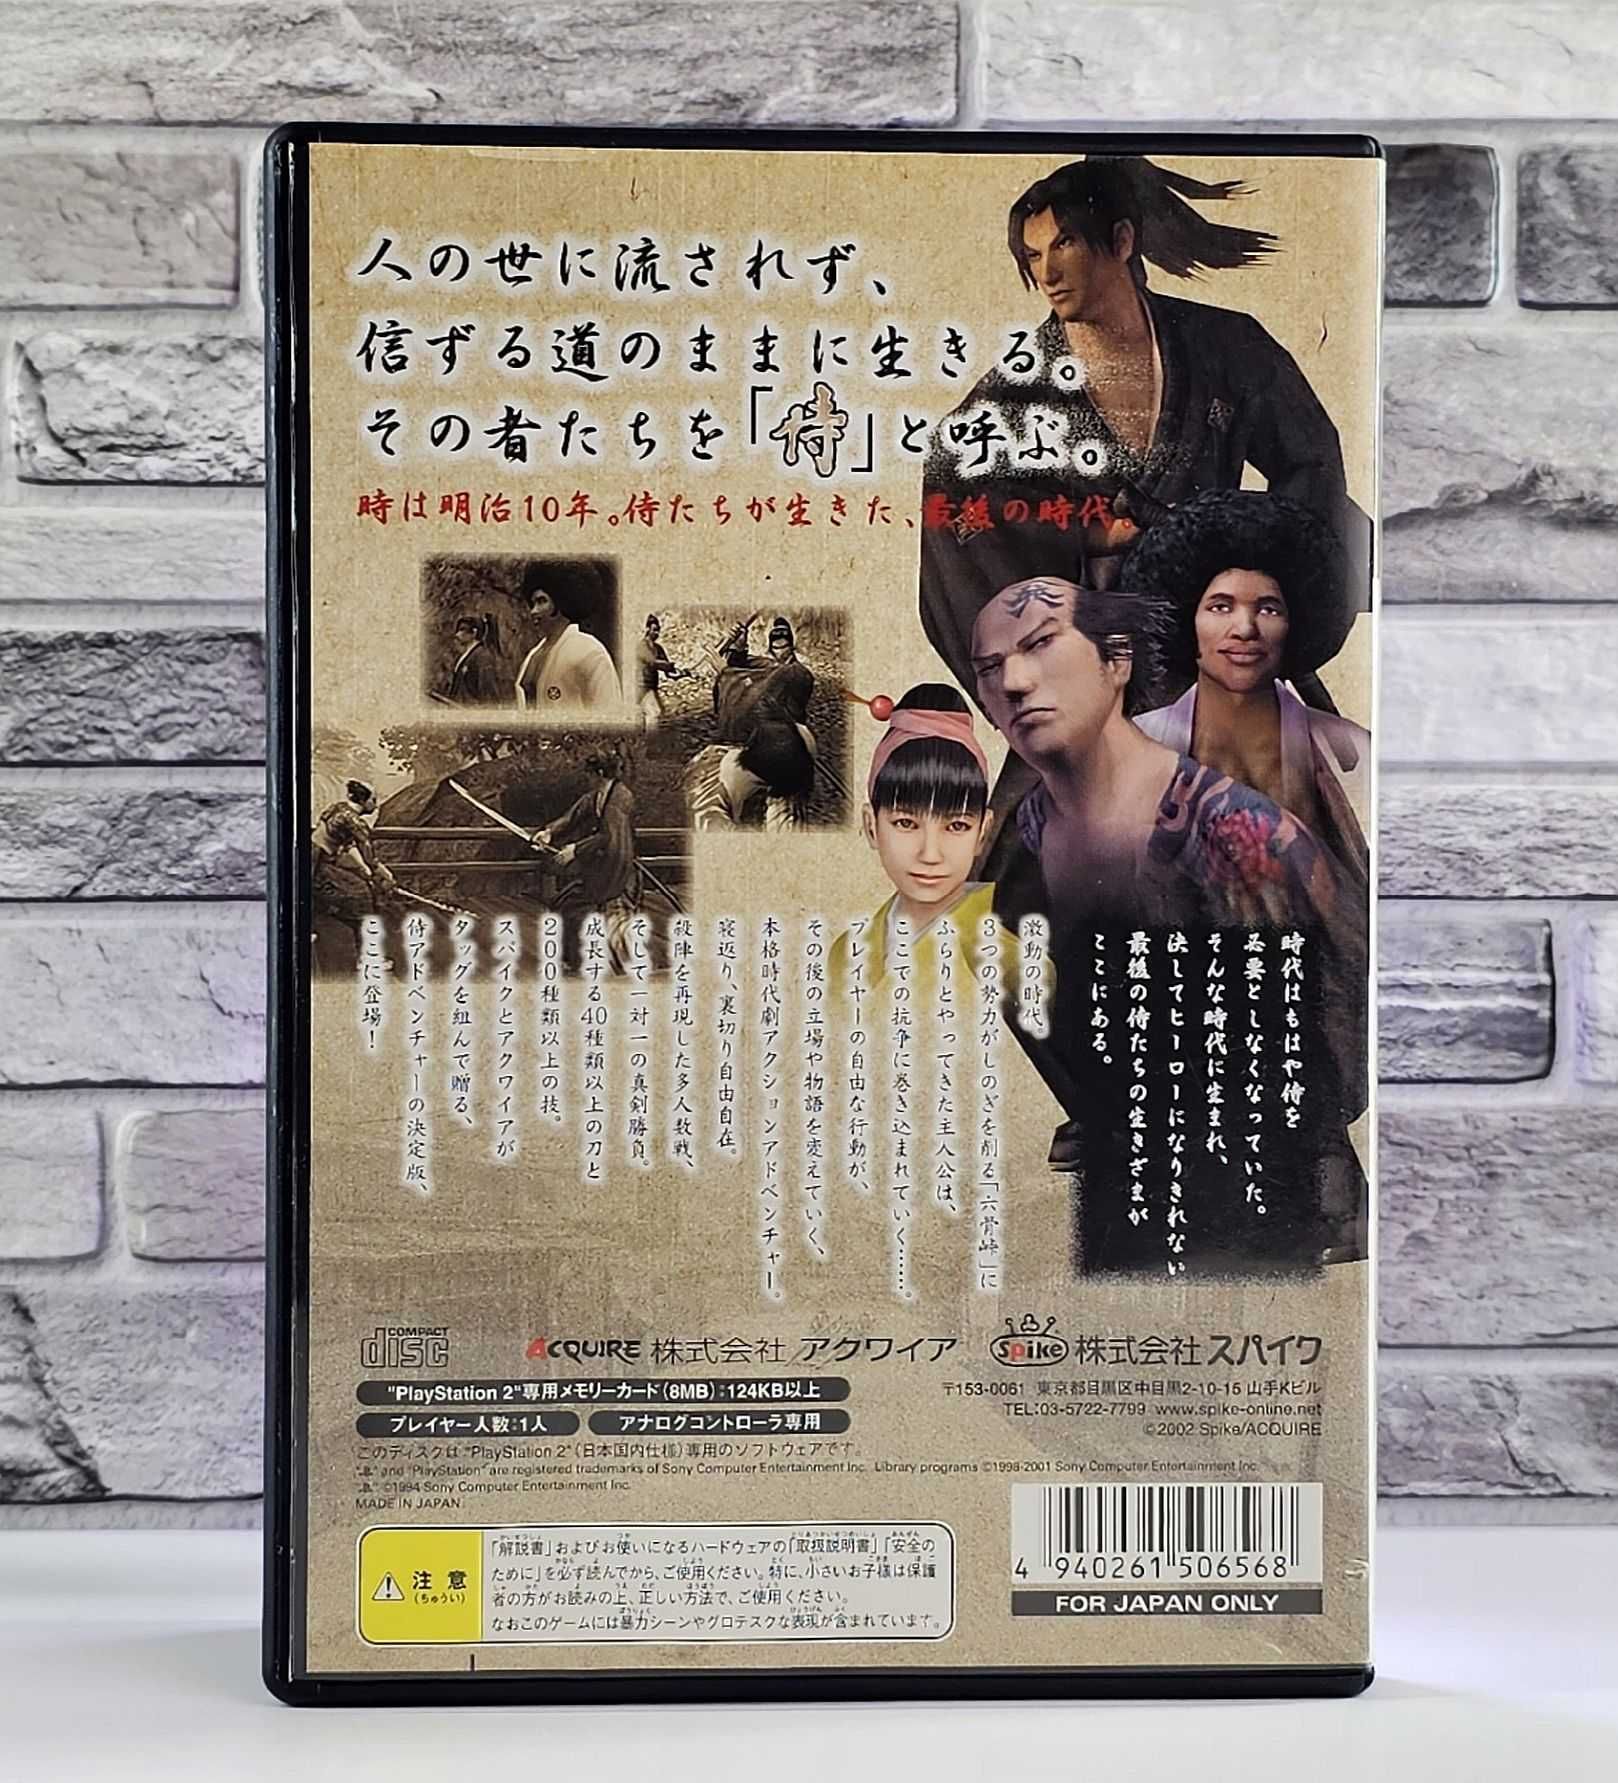 人の世に流されず、
信ずる道のままに生きる。
その者たちを「侍」と呼ぶ。
時は明治10年。侍たちが生きた、最後の時代。
時代はもはや侍を
必要としなくなっていた。
そんな時代に生まれ、
決してヒーローになりきれない
最後の侍たちの生きざまが
ここにある。
激動の時代。
3つの勢力がしのぎを削る「六骨峠」に
ふらりとやってきた主人公は、
ここでの抗争に巻き込まれていく……。
プレイヤーの自由な行動が、
その後の立場や物語を変えていく、
本格時代劇アクションアドベンチャー。
寝返り、裏切り自由自在。
殺陣を再現した多人数戦、
そして一対一の真剣勝負。
成長する40種類以上の刀と
200種類以上の技。
スパイクとアクワイアが
タッグを組んで贈る、
侍アドベンチャーの決定版、
ここに登場!
COMPACT
disc
ACQUIRE 株式会社 アクワイア
Spike 株式会社 スパイク
"PlayStation 2"専用メモリーカード(8MB):124KB以上
プレイヤー人数:1人
アナログコントローラ専用
〒153-0061 東京都目黒区中目黒2-10-15 山手Kビル
TEL:03-5722-7799 www.spike-online.net
©2002 Spike/ACQUIRE
このディスクは "PlayStation 2"(日本国内仕様)専用のソフトウェアです。
and "PlayStation" are registered trademarks of Sony Computer Entertainment Inc. Library programs ©1998-2001 Sony Computer Entertainment Inc.
©1994 Sony Computer Entertainment Inc.
MADE IN JAPAN
注意
(ちゅうい)
「解説書」およびお使いになるハードウェアの「取扱説明書」「安全の
ために」を必ず読んでから、ご使用ください。特に、小さいお子様は保護
者の方がお読みの上、正しい方法で、ご使用ください。
なおこのゲームには暴力シーンやグロテスクな表現が含まれています。
4 940261 506568
FOR JAPAN ONLY